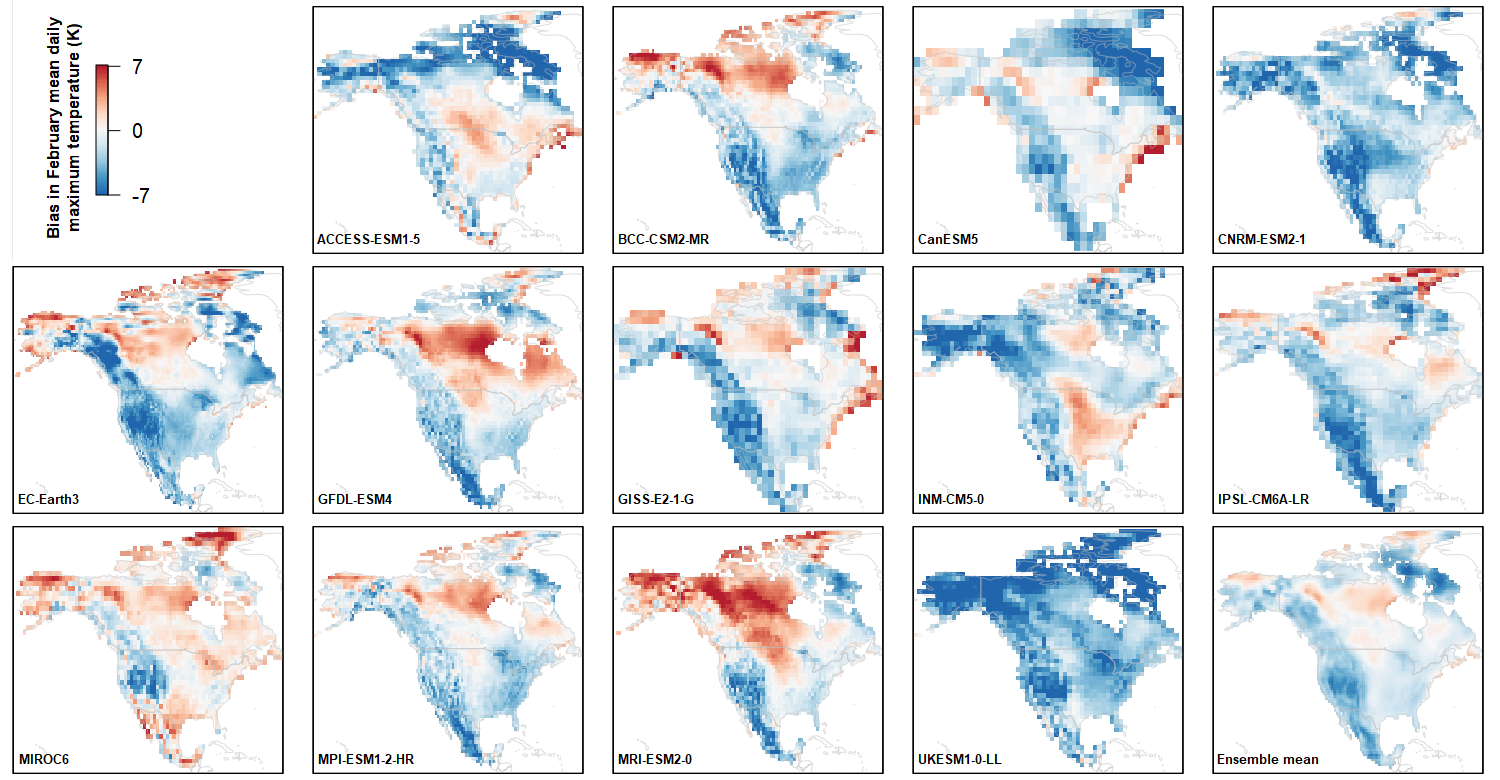 Bias in February mean daily
maximum temperature (K)
7
0
-7
ACCESS-ESM1-5
BCC-CSM2-MR
CanESM5
CNRM-ESM2-1
EC-Earth3
GFDL-ESM4
GISS-E2-1-G
INM-CM5-0
IPSL-CM6A-LR
MIROC6
MPI-ESM1-2-HR
MRI-ESM2-0
UKESM1-0-LL
Ensemble mean